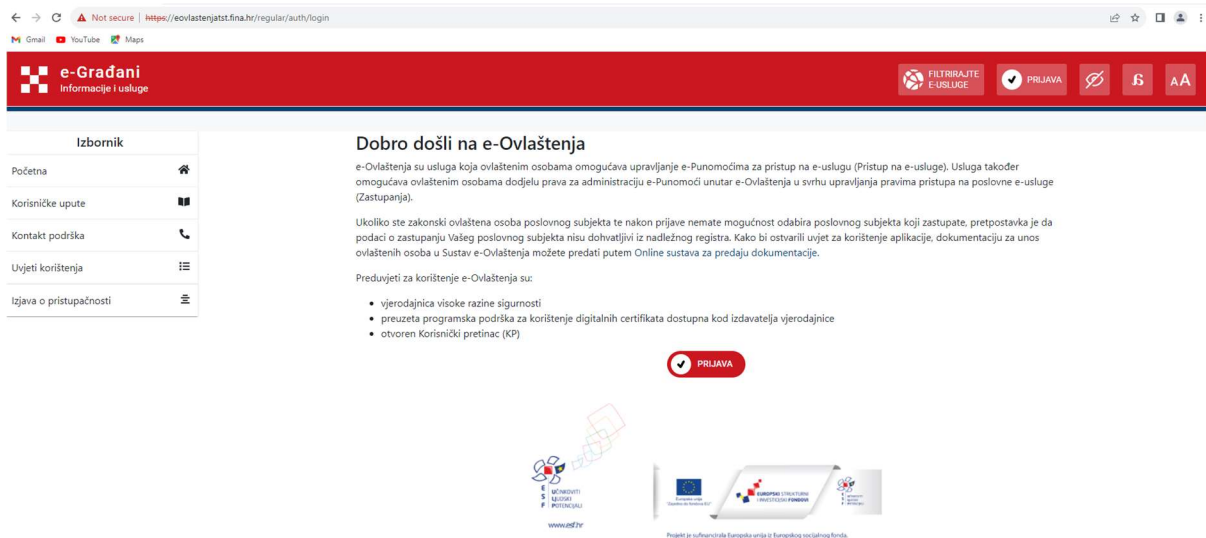 Not secure | https://eovlastenjatst.fina.hr/regular/auth/login
Gmail YouTube Maps
e-Građani
Informacije i usluge
FILTRIRAJTE
E-USLUGE
PRIJAVA
AA
Izbornik
Početna
Korisničke upute
Kontakt podrška
Uvjeti korištenja
Izjava o pristupačnosti
Dobro došli na e-Ovlaštenja
e-Ovlaštenja su usluga koja ovlaštenim osobama omogućava upravljanje e-Punomoćima za pristup na e-uslugu (Pristup na e-usluge). Usluga također
omogućava ovlaštenim osobama dodjelu prava za administraciju e-Punomoći unutar e-Ovlaštenja u svrhu upravljanja pravima pristupa na poslovne e-usluge
(Zastupanja).
Ukoliko ste zakonski ovlaštena osoba poslovnog subjekta te nakon prijave nemate mogućnost odabira poslovnog subjekta koji zastupate, pretpostavka je da
podaci o zastupanju Vašeg poslovnog subjekta nisu dohvatljivi iz nadležnog registra. Kako bi ostvarili uvjet za korištenje aplikacije, dokumentaciju za unos
ovlaštenih osoba u Sustav e-Ovlaštenja možete predati putem Online sustava za predaju dokumentacije.
Preduvjeti za korištenje e-Ovlaštenja su:
• vjerodajnica visoke razine sigurnosti
• preuzeta programska podrška za korištenje digitalnih certifikata dostupna kod izdavatelja vjerodajnice
• otvoren Korisnički pretinac (KP)
PRIJAVA
E UČINKOVITI
S LJUDSKI
F POTENCIJALI
www.esf.hr
Europska unija
EUROPSKI STRUKTURNI
I INVESTICIJSKI FONDOVI
Projekt je sufinancirala Europska unija iz Europskog socijalnog fonda.